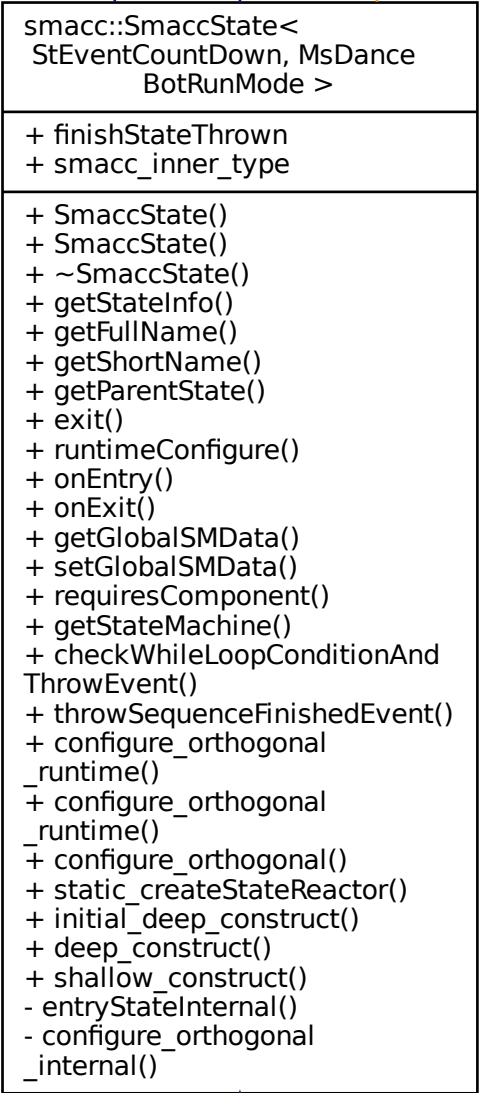 smacc::SmaccState<
StEventCountDown, MsDance
BotRunMode >
+ finishStateThrown
+ smacc_inner_type
+ SmaccState()
+ SmaccState()
+ ~SmaccState()
+ getStateInfo()
+ getFullName()
+ getShortName()
+ getParentState()
+ exit()
+ runtimeConfigure()
+ onEntry()
+ onExit()
+ getGlobalSMData()
+ setGlobalSMData()
+ requiresComponent()
+ getStateMachine()
+ checkWhileLoopConditionAnd
ThrowEvent()
+ throwSequenceFinishedEvent()
+ configure_orthogonal
_runtime()
+ configure_orthogonal
_runtime()
+ configure_orthogonal()
+ static_createStateReactor()
+ initial_deep_construct()
+ deep_construct()
+ shallow_construct()
- entryStateInternal()
- configure_orthogonal
_internal()